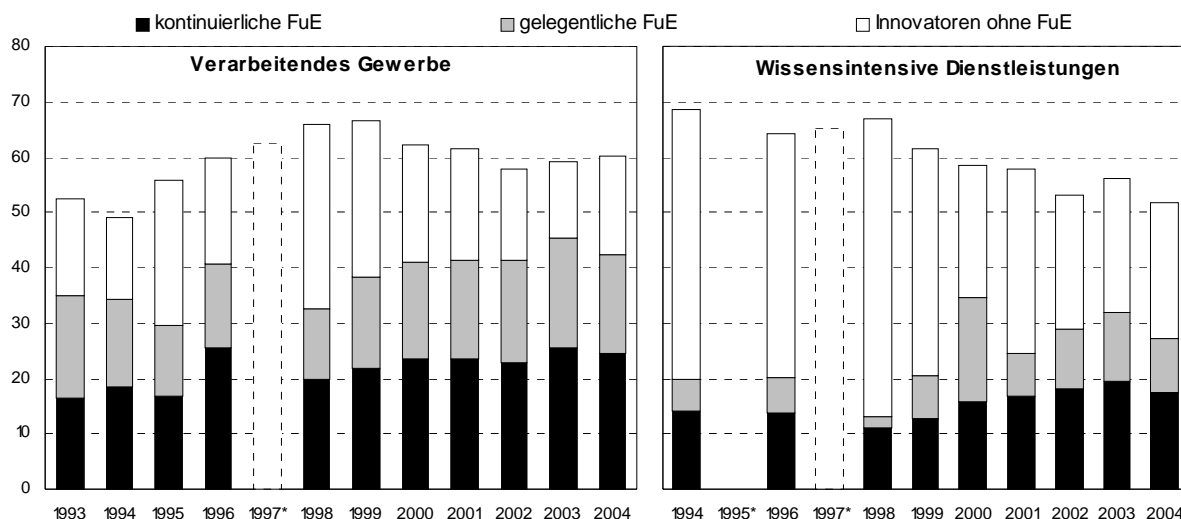 kontinuierliche FuE gelegentliche FuE Innovatoren ohne FuE
Verarbeitendes Gewerbe
Wissensintensive Dienstleistungen
80
70
60
50
40
30
20
10
0
1993 1994 1995 1996 1997* 1998 1999 2000 2001 2002 2003 2004
1994 1995* 1996 1997* 1998 1999 2000 2001 2002 2003 2004